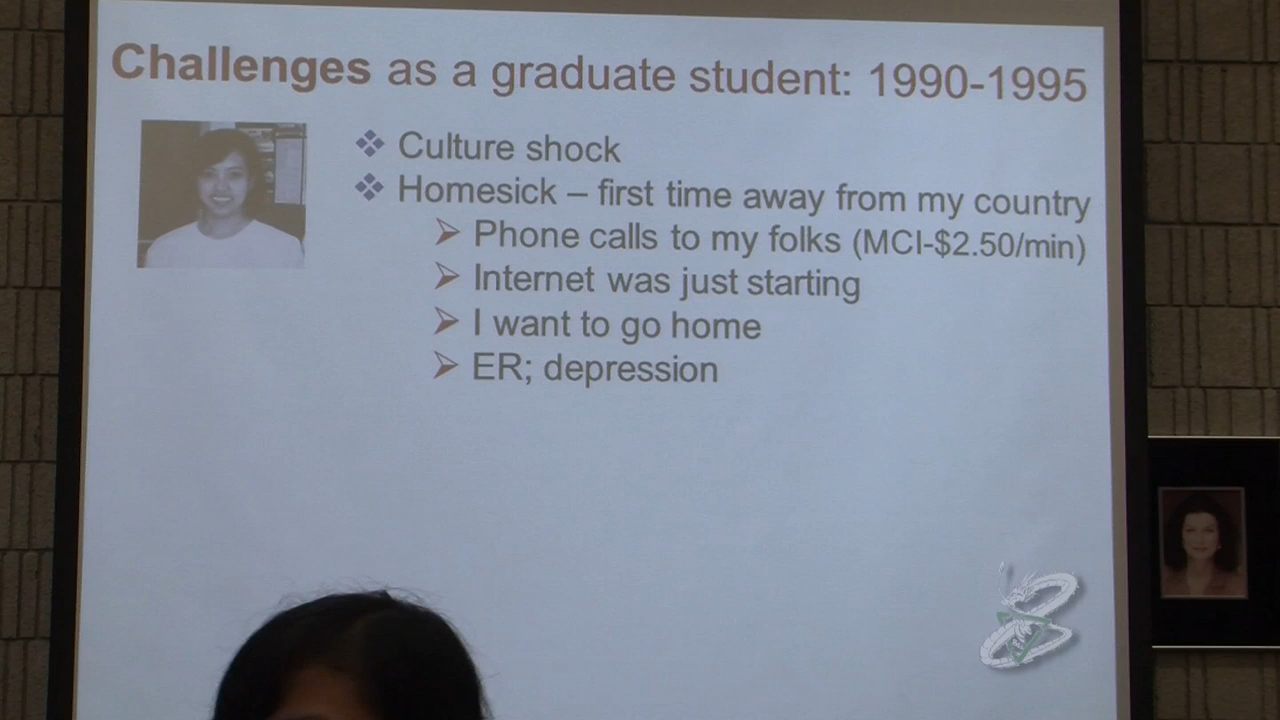 Challenges as a graduate student: 1990-1995
Culture shock
Homesick – first time away from my country
Phone calls to my folks (MCI-$2.50/min)
Internet was just starting
I want to go home
ER; depression